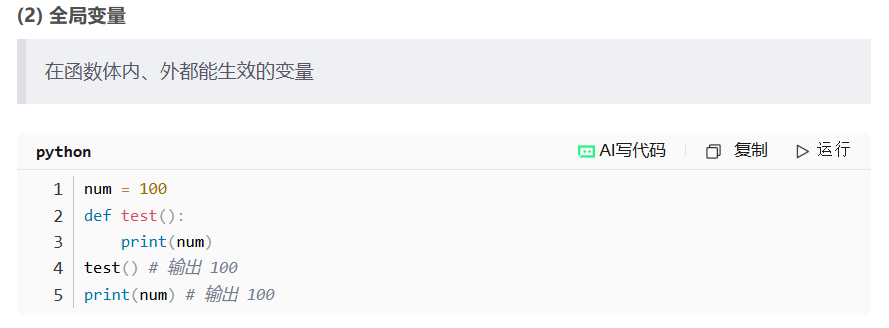 (2) 全局变量
在函数体内、外都能生效的变量
python AI写代码 复制 运行
1 num = 100
2 def test():
3     print(num)
4 test() # 输出 100
5 print(num) # 输出 100